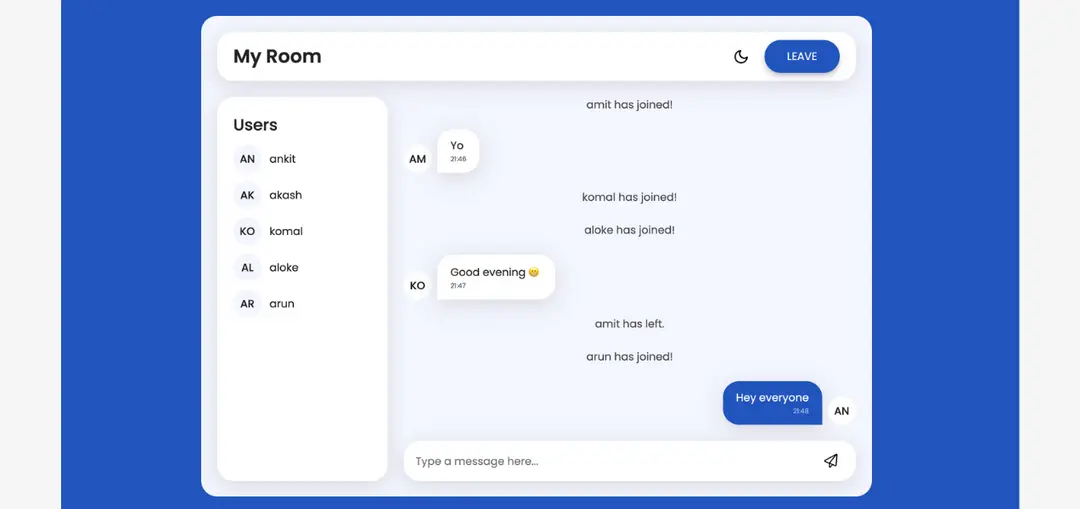 My Room
LEAVE
Users
AN ankit
AK akash
KO komal
AL aloke
AR arun
amit has joined!
Yo
21:46
AM
komal has joined!
aloke has joined!
Good evening 😄
21:47
KO
amit has left.
arun has joined!
Hey everyone
21:48
AN
Type a message here...